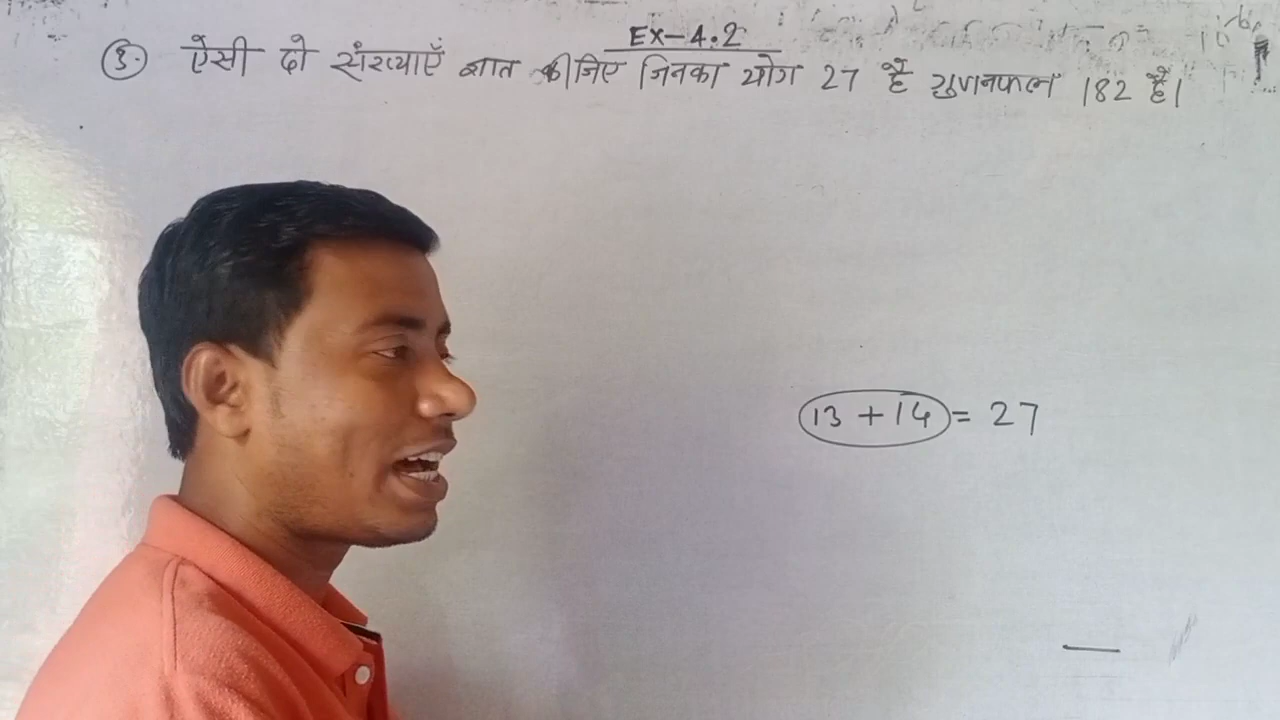 Ex-4.2
③. ऐसी दो संख्याएँ ज्ञात कीजिए जिनका योग 27 है गुणनफल 182 है।
13 + 14 = 27